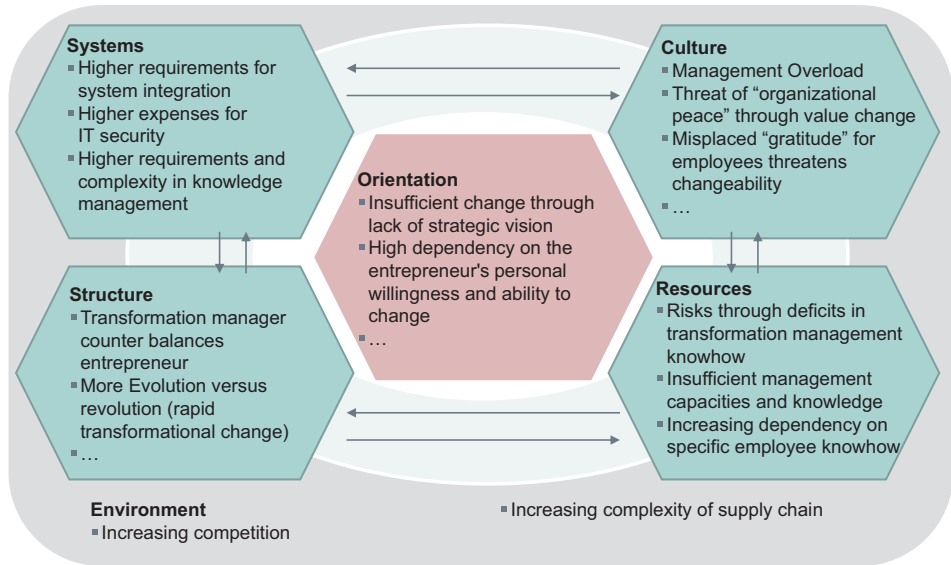 Systems
▪ Higher requirements for
system integration
▪ Higher expenses for
IT security
▪ Higher requirements and
complexity in knowledge
management
Culture
▪ Management Overload
▪ Threat of “organizational
peace” through value change
▪ Misplaced “gratitude” for
employees threatens
changeability
▪ …
Orientation
▪ Insufficient change through
lack of strategic vision
▪ High dependency on the
entrepreneur's personal
willingness and ability to
change
▪ …
Structure
▪ Transformation manager
counter balances
entrepreneur
▪ More Evolution versus
revolution (rapid
transformational change)
▪ …
Resources
▪ Risks through deficits in
transformation management
knowhow
▪ Insufficient management
capacities and knowledge
▪ Increasing dependency on
specific employee knowhow
Environment
▪ Increasing competition
▪ Increasing complexity of supply chain